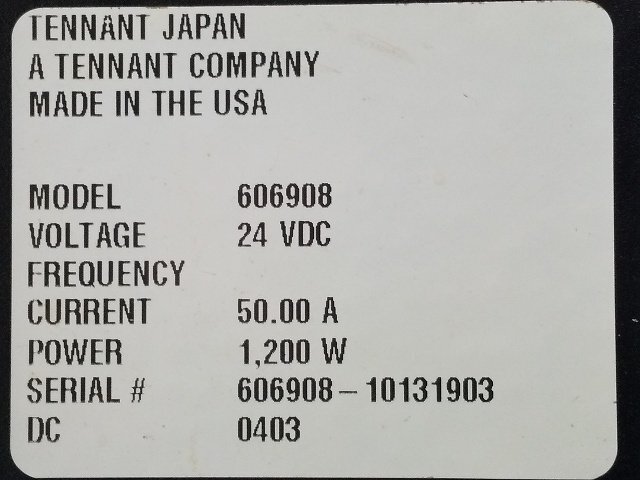 TENNANT JAPAN
A TENNANT COMPANY
MADE IN THE USA
MODEL 606908
VOLTAGE 24 VDC
FREQUENCY
CURRENT 50.00 A
POWER 1,200 W
SERIAL # 606908–10131903
DC 0403